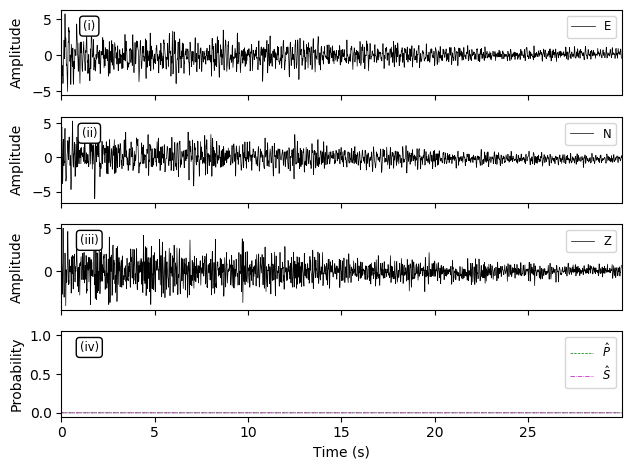 Amplitude
5
0
−5
(i)
E
Amplitude
5
0
−5
(ii)
N
Amplitude
5
0
(iii)
Z
Probability
1.0
0.5
0.0
(iv)
P̂
Ŝ
0 5 10 15 20 25
Time (s)